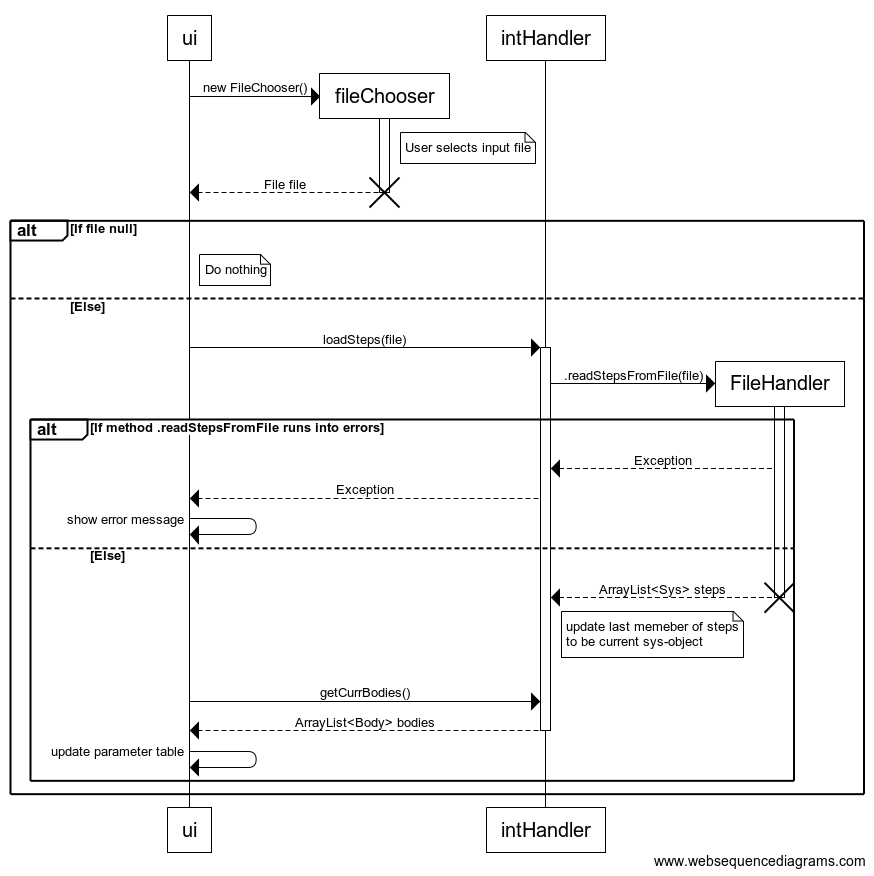 ui
intHandler
new FileChooser()
fileChooser
User selects input file
File file
alt
[If file null]
Do nothing
[Else]
loadSteps(file)
.readStepsFromFile(file)
FileHandler
alt
[If method .readStepsFromFile runs into errors]
Exception
Exception
show error message
[Else]
ArrayList<Sys> steps
update last memeber of steps
to be current sys-object
getCurrBodies()
ArrayList<Body> bodies
update parameter table
ui
intHandler
www.websequencediagrams.com